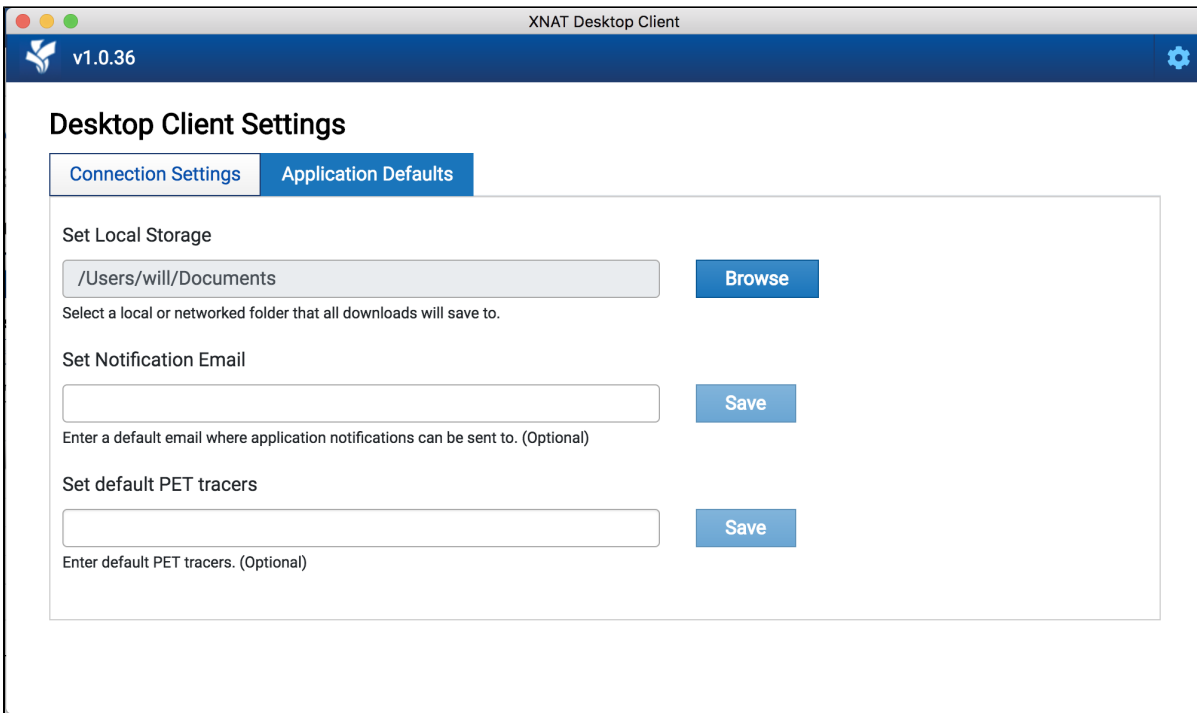 XNAT Desktop Client
v1.0.36
Desktop Client Settings
Connection Settings
Application Defaults
Set Local Storage
/Users/will/Documents
Browse
Select a local or networked folder that all downloads will save to.
Set Notification Email
Save
Enter a default email where application notifications can be sent to. (Optional)
Set default PET tracers
Save
Enter default PET tracers. (Optional)